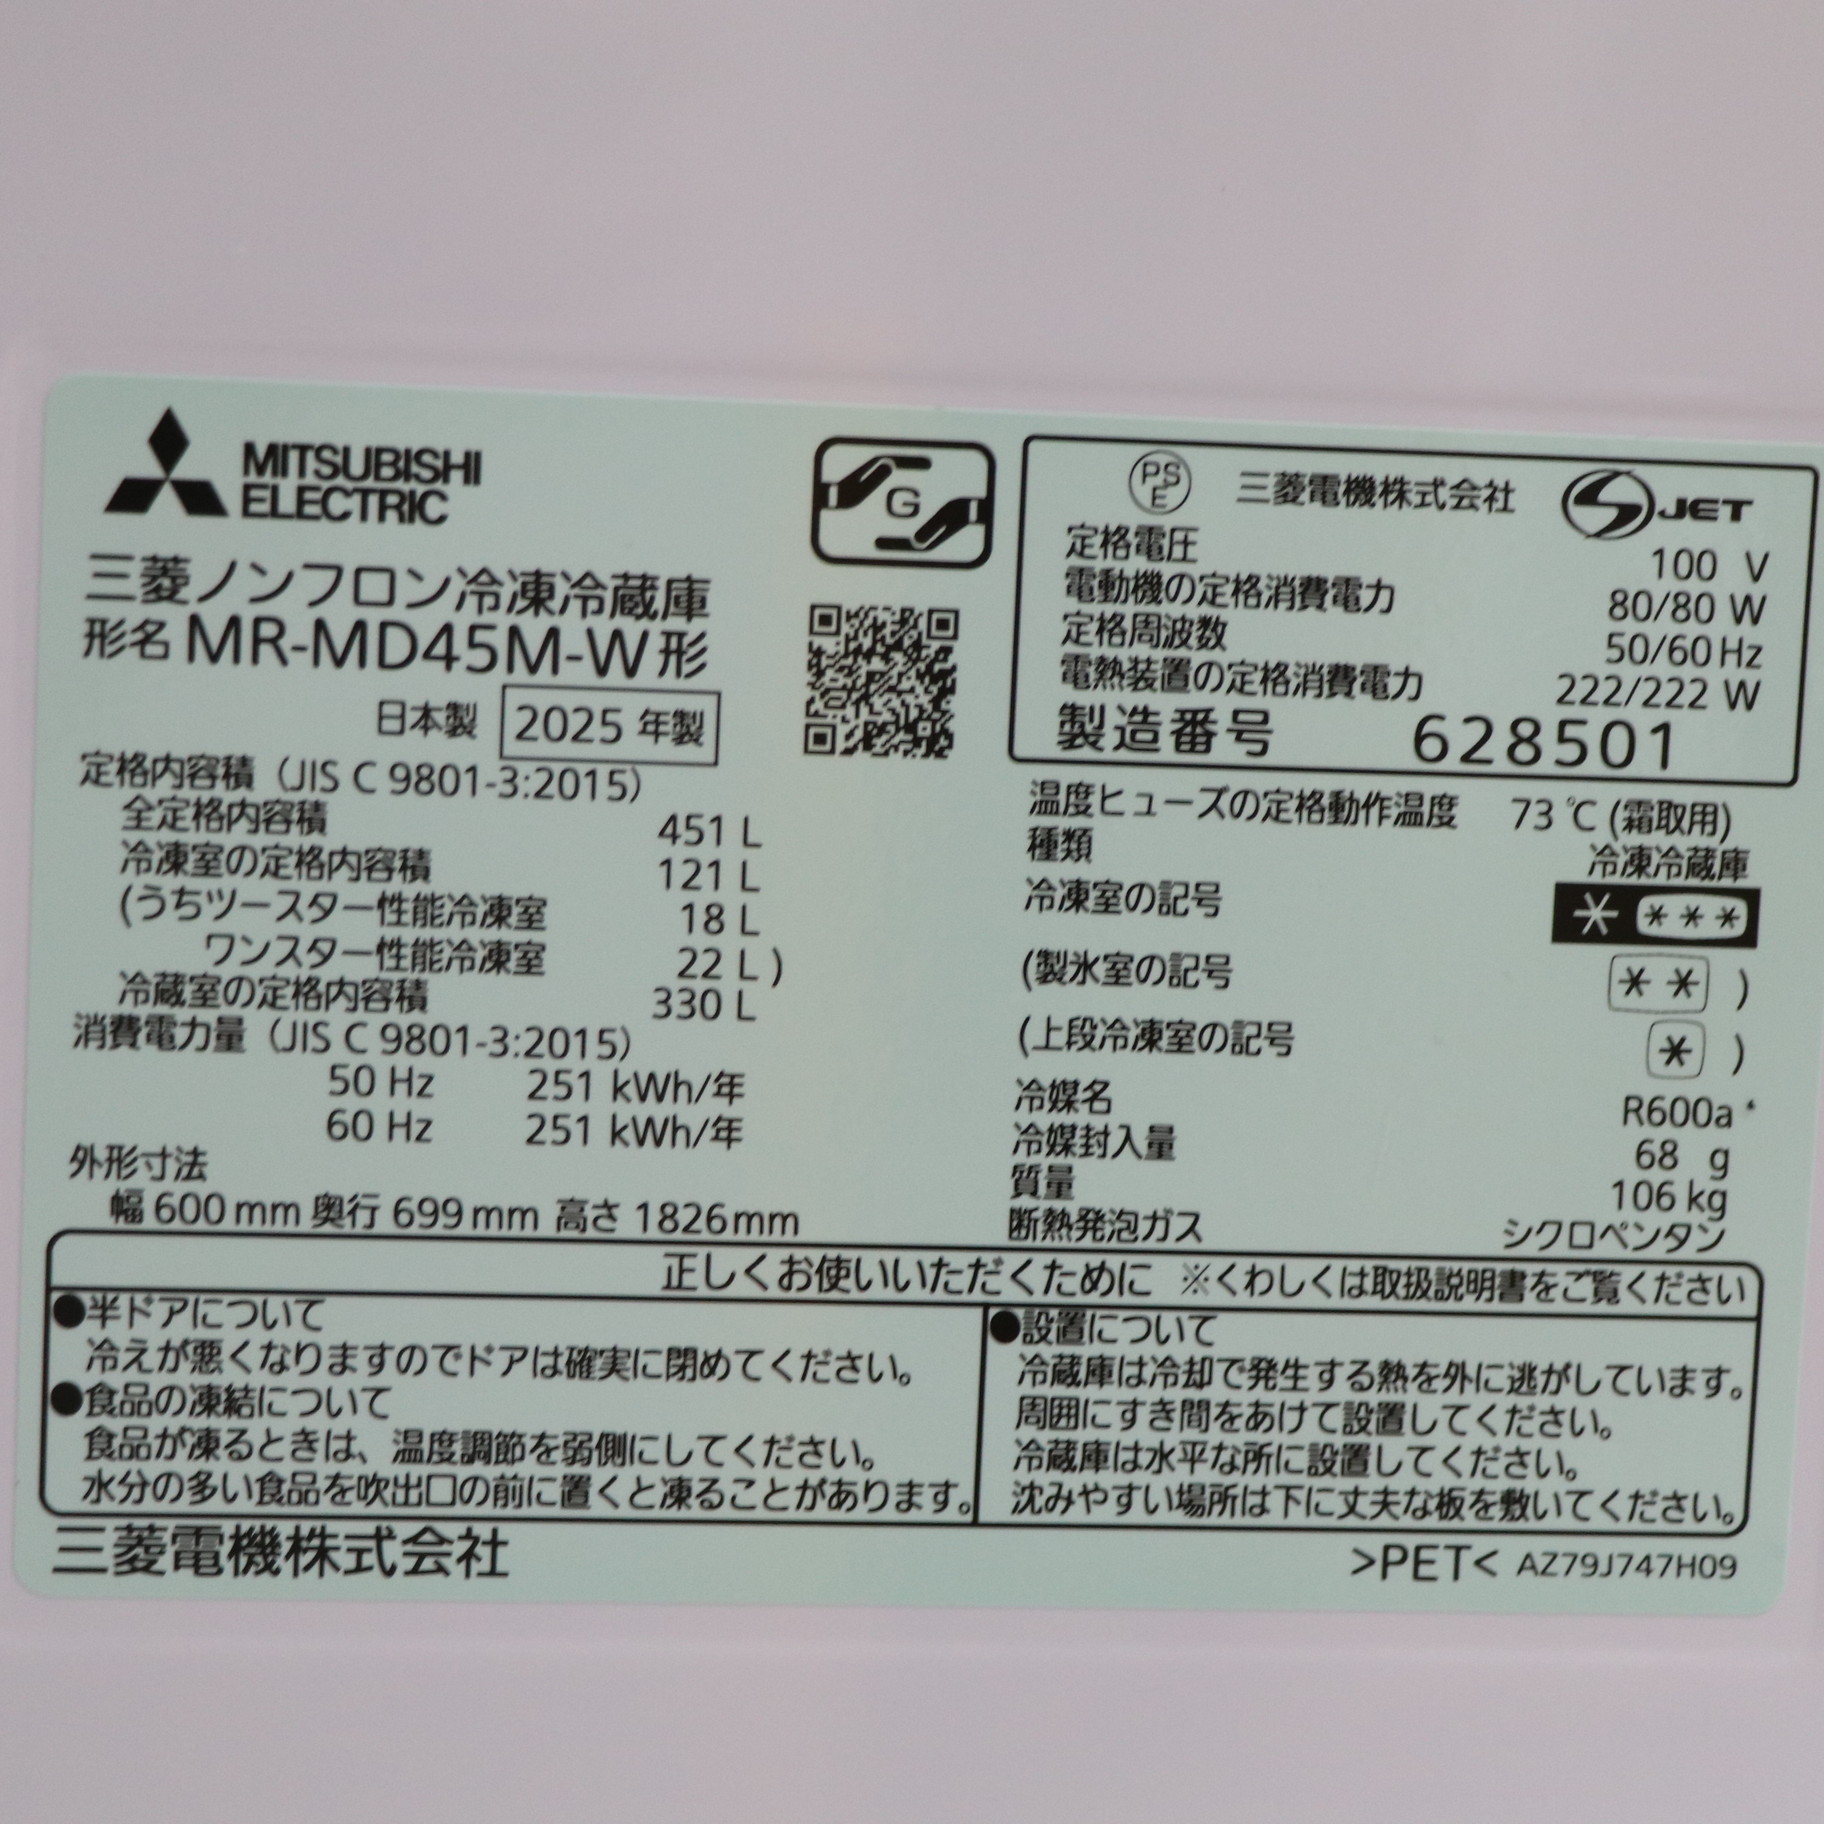 MITSUBISHI
ELECTRIC
G
三菱ノンフロン冷凍冷蔵庫
形名 MR-MD45M-W形
日本製 2025 年製
定格内容積（JIS C 9801-3:2015）
全定格内容積 451 L
冷凍室の定格内容積 121 L
(うちツースター性能冷凍室 18 L
ワンスター性能冷凍室 22 L )
冷蔵室の定格内容積 330 L
消費電力量（JIS C 9801-3:2015）
50 Hz 251 kWh/年
60 Hz 251 kWh/年
外形寸法
幅 600 mm 奥行 699 mm 高さ 1826mm
PSE 三菱電機株式会社 JET
定格電圧 100 V
電動機の定格消費電力 80/80 W
定格周波数 50/60 Hz
電熱装置の定格消費電力 222/222 W
製造番号 628501
温度ヒューズの定格動作温度 73 ℃ (霜取用)
種類 冷凍冷蔵庫
冷凍室の記号 * ***
(製氷室の記号 ** )
(上段冷凍室の記号 * )
冷媒名 R600a
冷媒封入量 68 g
質量 106 kg
断熱発泡ガス シクロペンタン
正しくお使いいただくために ※くわしくは取扱説明書をご覧ください
●半ドアについて
冷えが悪くなりますのでドアは確実に閉めてください。
●食品の凍結について
食品が凍るときは、温度調節を弱側にしてください。
水分の多い食品を吹出口の前に置くと凍ることがあります。
●設置について
冷蔵庫は冷却で発生する熱を外に逃がしています。
周囲にすき間をあけて設置してください。
冷蔵庫は水平な所に設置してください。
沈みやすい場所は下に丈夫な板を敷いてください。
三菱電機株式会社
>PET< AZ79J747H09